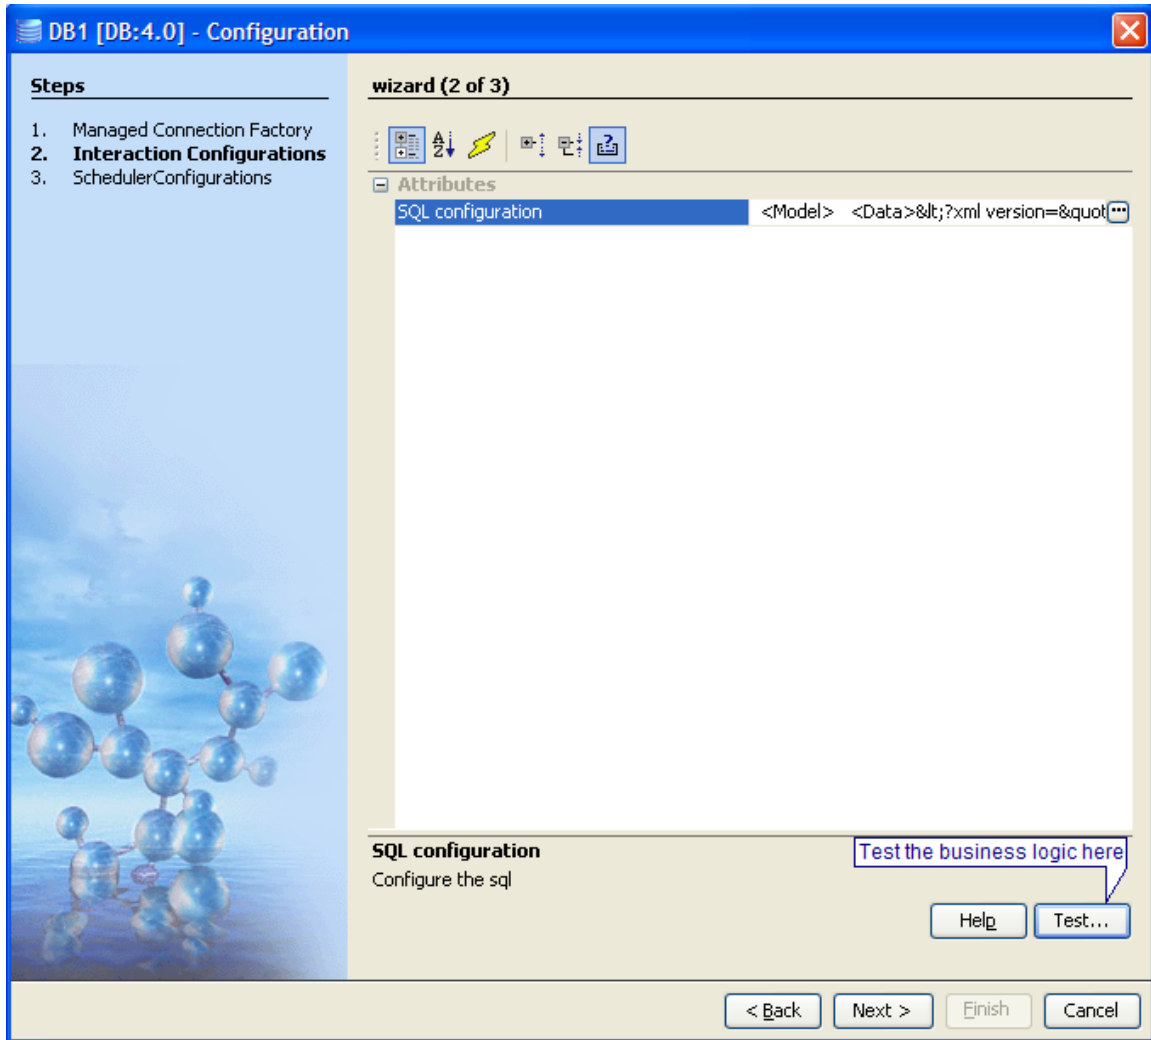 DB1 [DB:4.0] - Configuration
Steps
1. Managed Connection Factory
2. Interaction Configurations
3. SchedulerConfigurations
wizard (2 of 3)
Attributes
SQL configuration <Model> <Data>&lt;?xml version=&quot
SQL configuration
Configure the sql
Test the business logic here
Help Test...
< Back Next > Finish Cancel